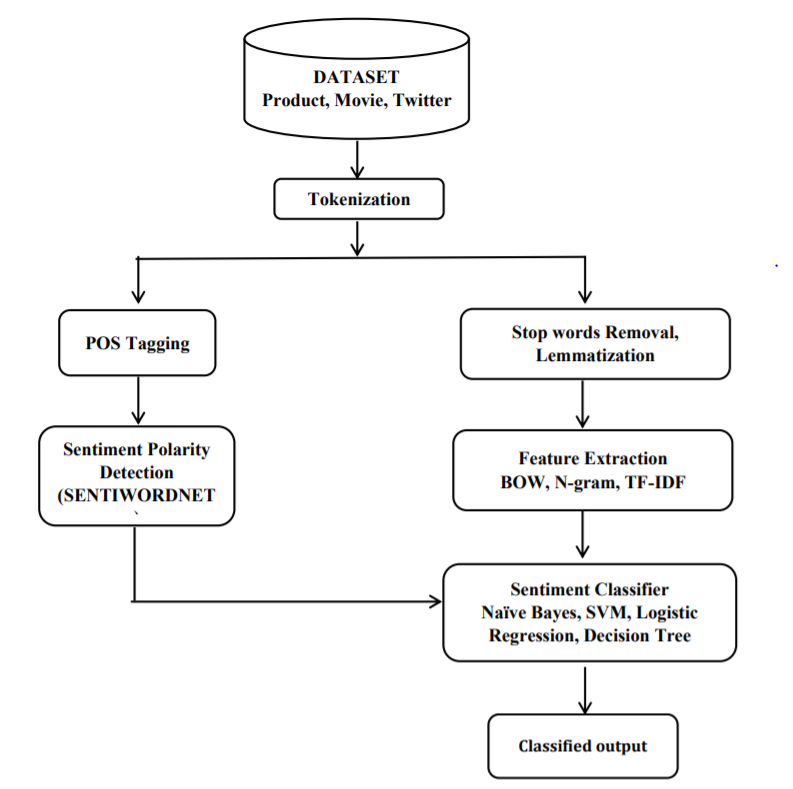 DATASET
Product, Movie, Twitter
Tokenization
POS Tagging
Sentiment Polarity
Detection
(SENTIWORDNET
Stop words Removal,
Lemmatization
Feature Extraction
BOW, N-gram, TF-IDF
Sentiment Classifier
Naïve Bayes, SVM, Logistic
Regression, Decision Tree
Classified output